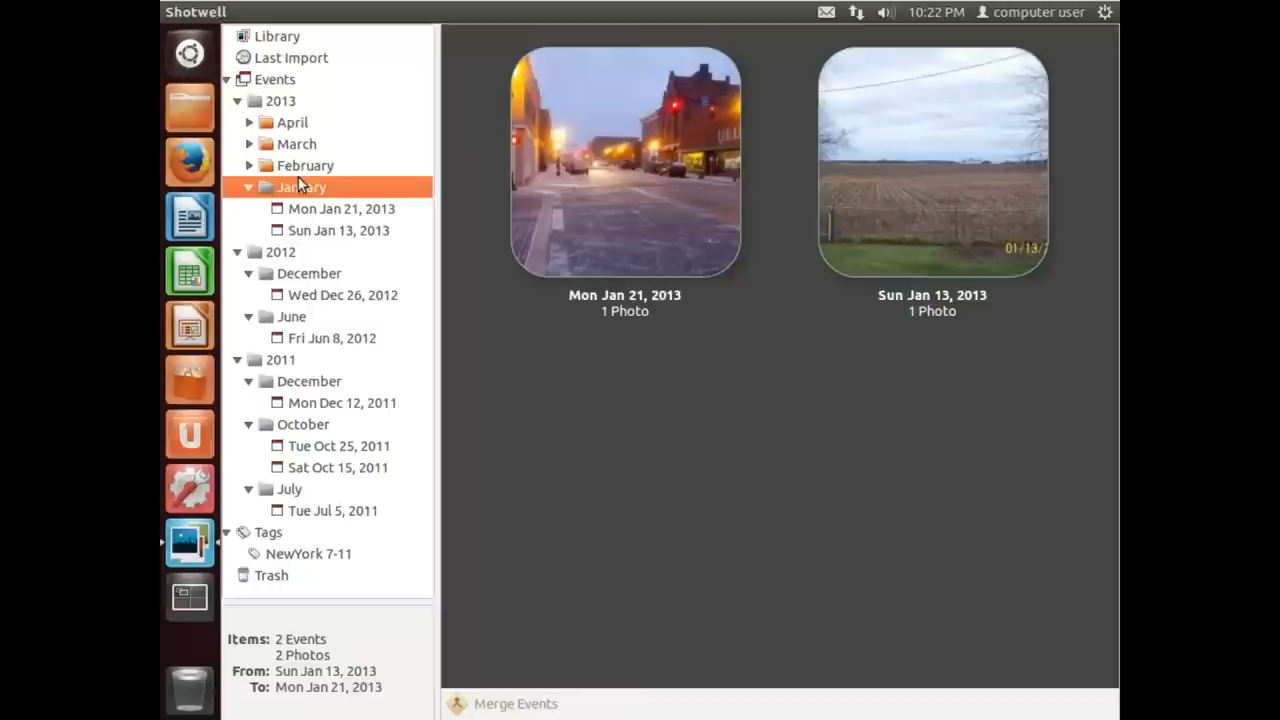 Shotwell
10:22 PM
computer user
Library
Last Import
Events
2013
April
March
February
January
Mon Jan 21, 2013
Sun Jan 13, 2013
2012
December
Wed Dec 26, 2012
June
Fri Jun 8, 2012
2011
December
Mon Dec 12, 2011
October
Tue Oct 25, 2011
Sat Oct 15, 2011
July
Tue Jul 5, 2011
Tags
NewYork 7-11
Trash
Items: 2 Events
2 Photos
From: Sun Jan 13, 2013
To: Mon Jan 21, 2013
01/13/
Mon Jan 21, 2013
1 Photo
Sun Jan 13, 2013
1 Photo
Merge Events